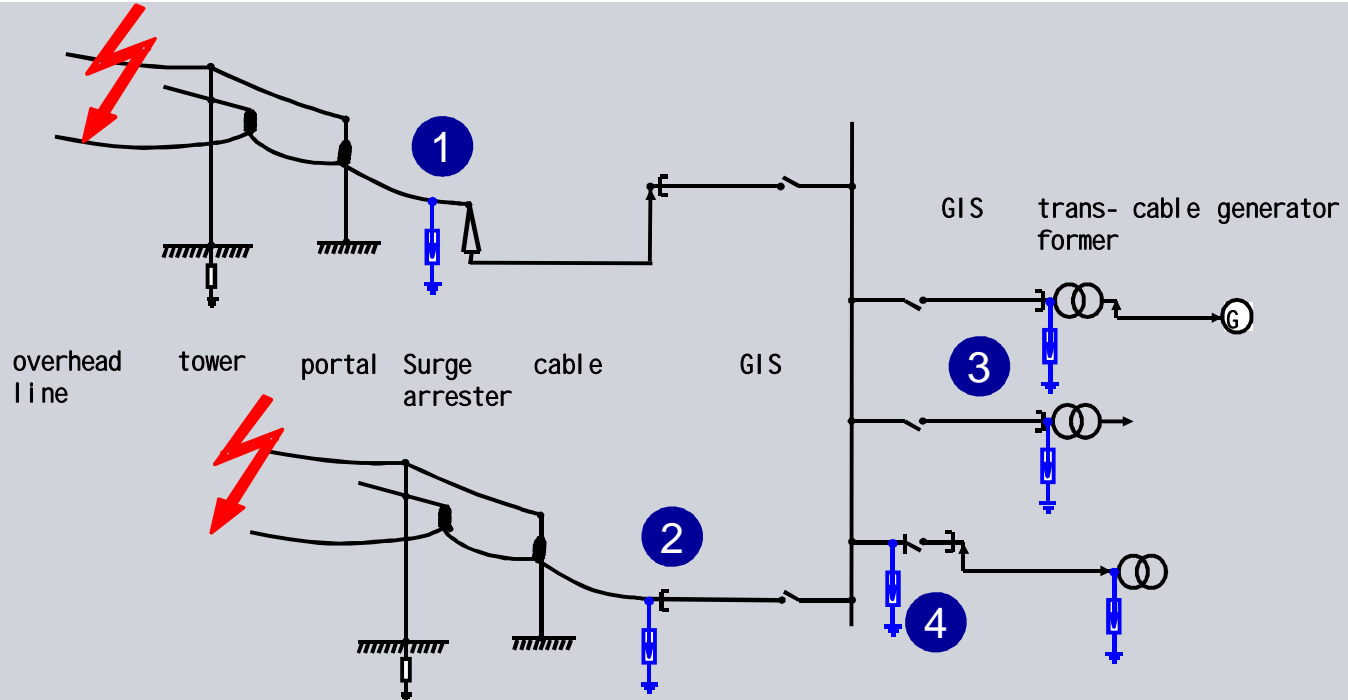 1
GIS trans- cable generator
former
G
overhead tower portal Surge cable GIS
line arrester
3
2
4